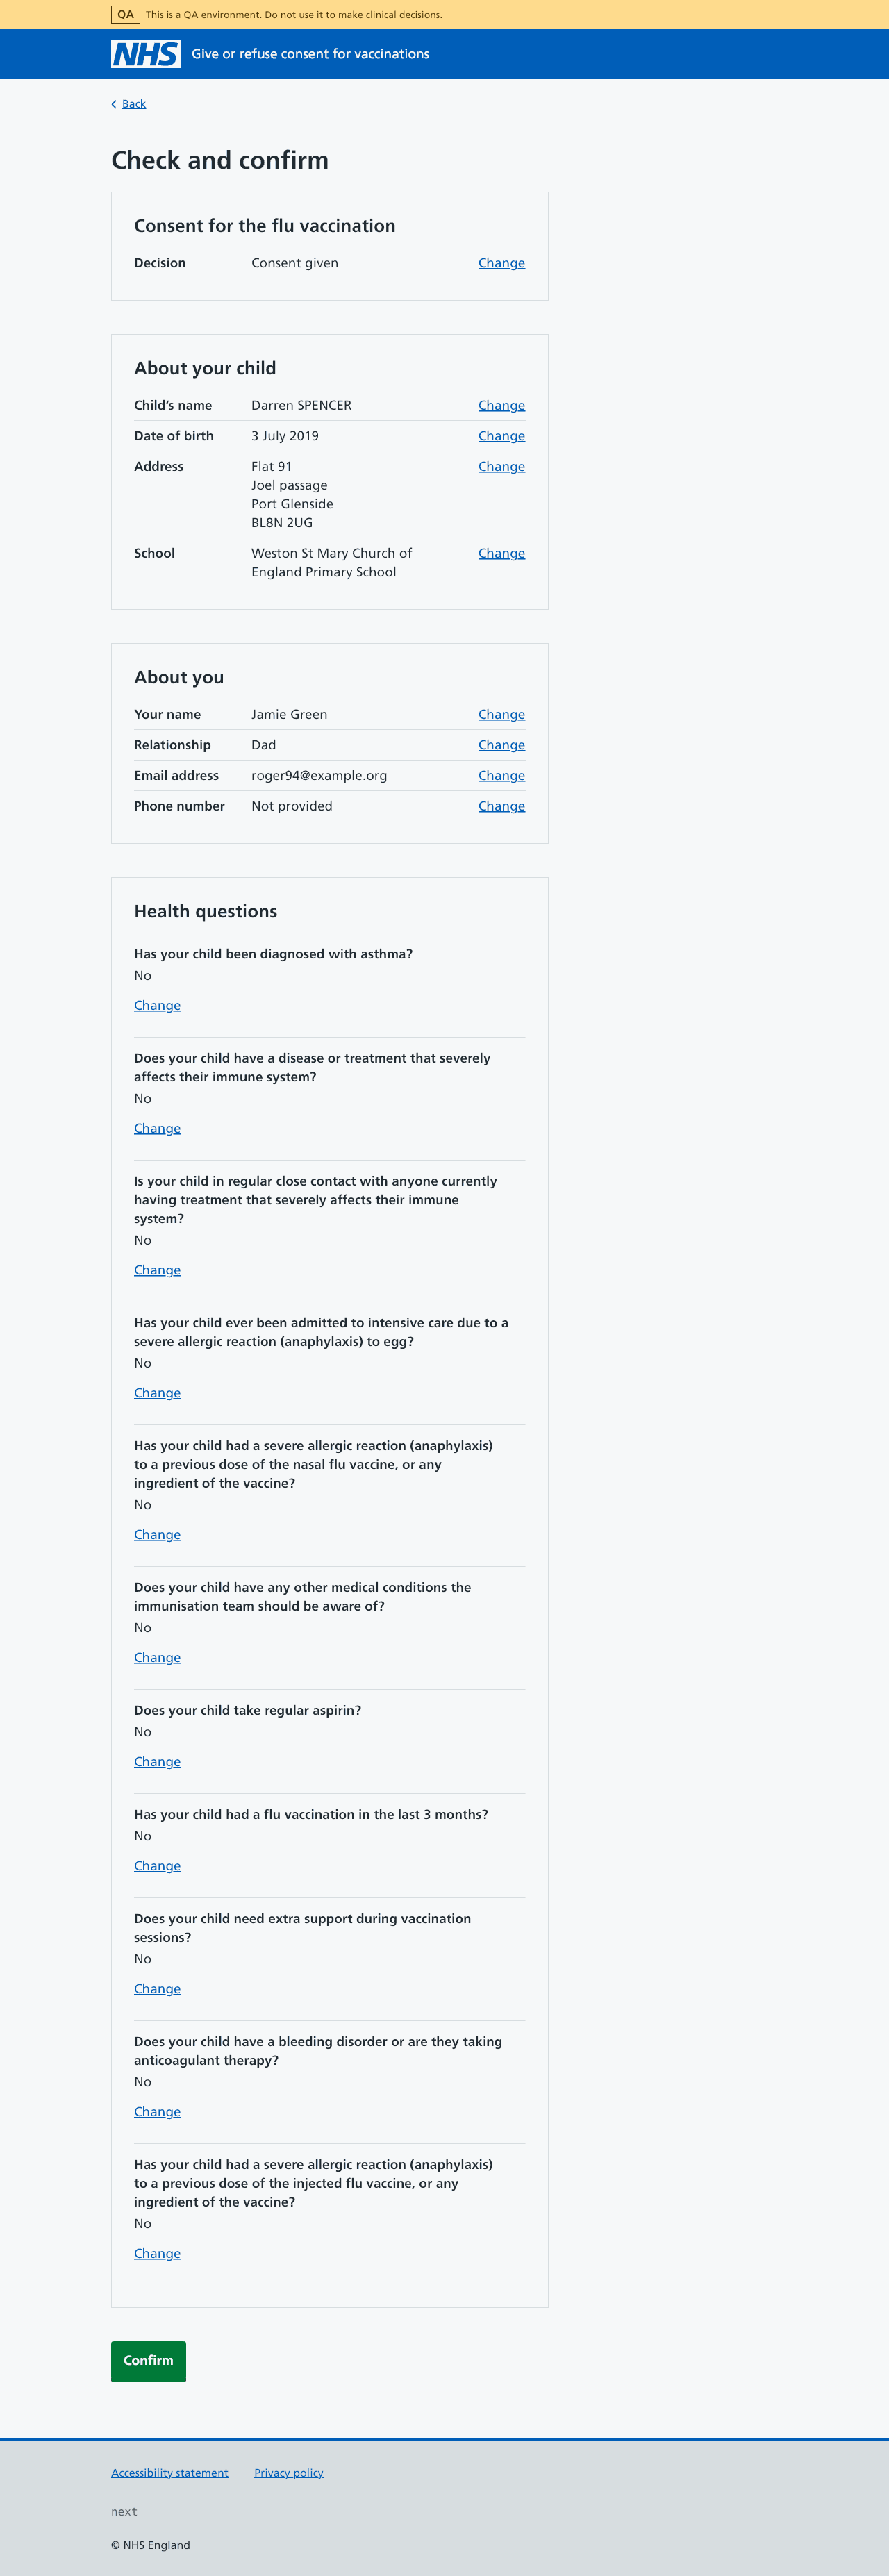 QA This is a QA environment. Do not use it to make clinical decisions.
NHS Give or refuse consent for vaccinations
Back
Check and confirm
Consent for the flu vaccination
Decision Consent given Change
About your child
Child’s name Darren SPENCER Change
Date of birth 3 July 2019 Change
Address Flat 91 Change
Joel passage
Port Glenside
BL8N 2UG
School Weston St Mary Church of Change
England Primary School
About you
Your name Jamie Green Change
Relationship Dad Change
Email address roger94@example.org Change
Phone number Not provided Change
Health questions
Has your child been diagnosed with asthma?
No
Change
Does your child have a disease or treatment that severely
affects their immune system?
No
Change
Is your child in regular close contact with anyone currently
having treatment that severely affects their immune
system?
No
Change
Has your child ever been admitted to intensive care due to a
severe allergic reaction (anaphylaxis) to egg?
No
Change
Has your child had a severe allergic reaction (anaphylaxis)
to a previous dose of the nasal flu vaccine, or any
ingredient of the vaccine?
No
Change
Does your child have any other medical conditions the
immunisation team should be aware of?
No
Change
Does your child take regular aspirin?
No
Change
Has your child had a flu vaccination in the last 3 months?
No
Change
Does your child need extra support during vaccination
sessions?
No
Change
Does your child have a bleeding disorder or are they taking
anticoagulant therapy?
No
Change
Has your child had a severe allergic reaction (anaphylaxis)
to a previous dose of the injected flu vaccine, or any
ingredient of the vaccine?
No
Change
Confirm
Accessibility statement Privacy policy
next
© NHS England